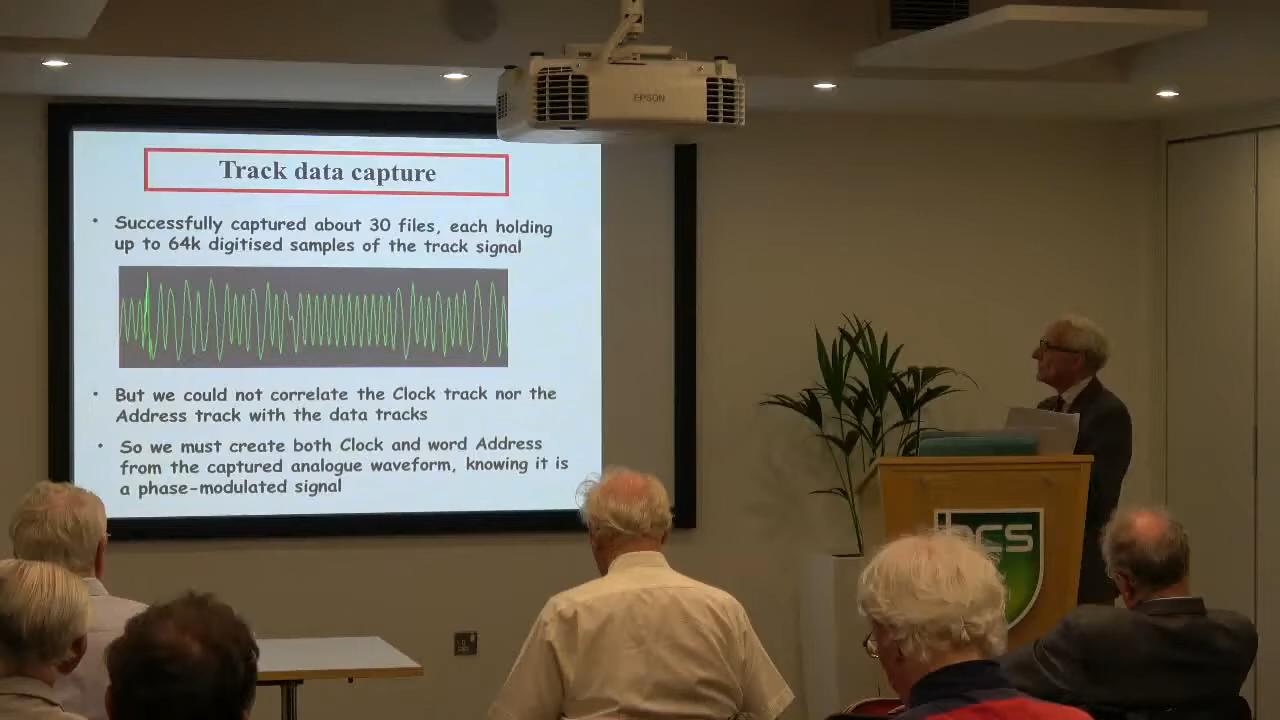 EPSON
Track data capture
• Successfully captured about 30 files, each holding
up to 64k digitised samples of the track signal
• But we could not correlate the Clock track nor the
Address track with the data tracks
• So we must create both Clock and word Address
from the captured analogue waveform, knowing it is
a phase-modulated signal
BCS